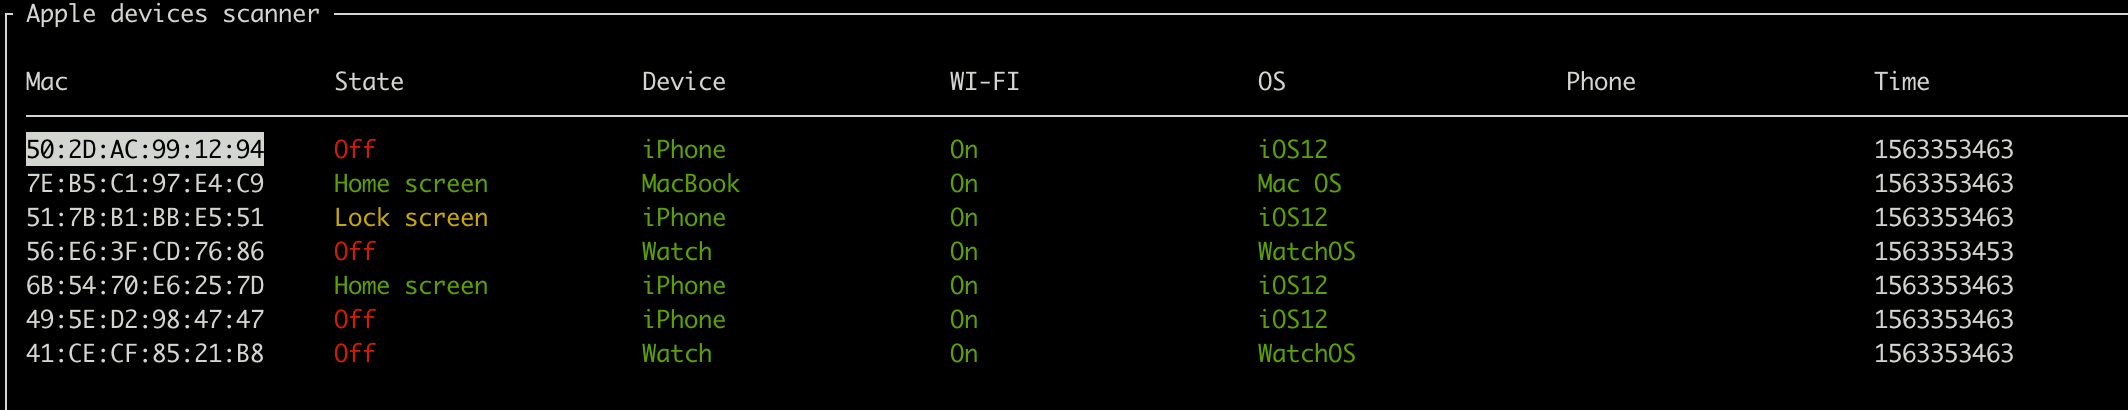 Apple devices scanner
Mac State Device WI-FI OS Phone Time
50:2D:AC:99:12:94 Off iPhone On iOS12 1563353463
7E:B5:C1:97:E4:C9 Home screen MacBook On Mac OS 1563353463
51:7B:B1:BB:E5:51 Lock screen iPhone On iOS12 1563353463
56:E6:3F:CD:76:86 Off Watch On WatchOS 1563353453
6B:54:70:E6:25:7D Home screen iPhone On iOS12 1563353463
49:5E:D2:98:47:47 Off iPhone On iOS12 1563353463
41:CE:CF:85:21:B8 Off Watch On WatchOS 1563353463